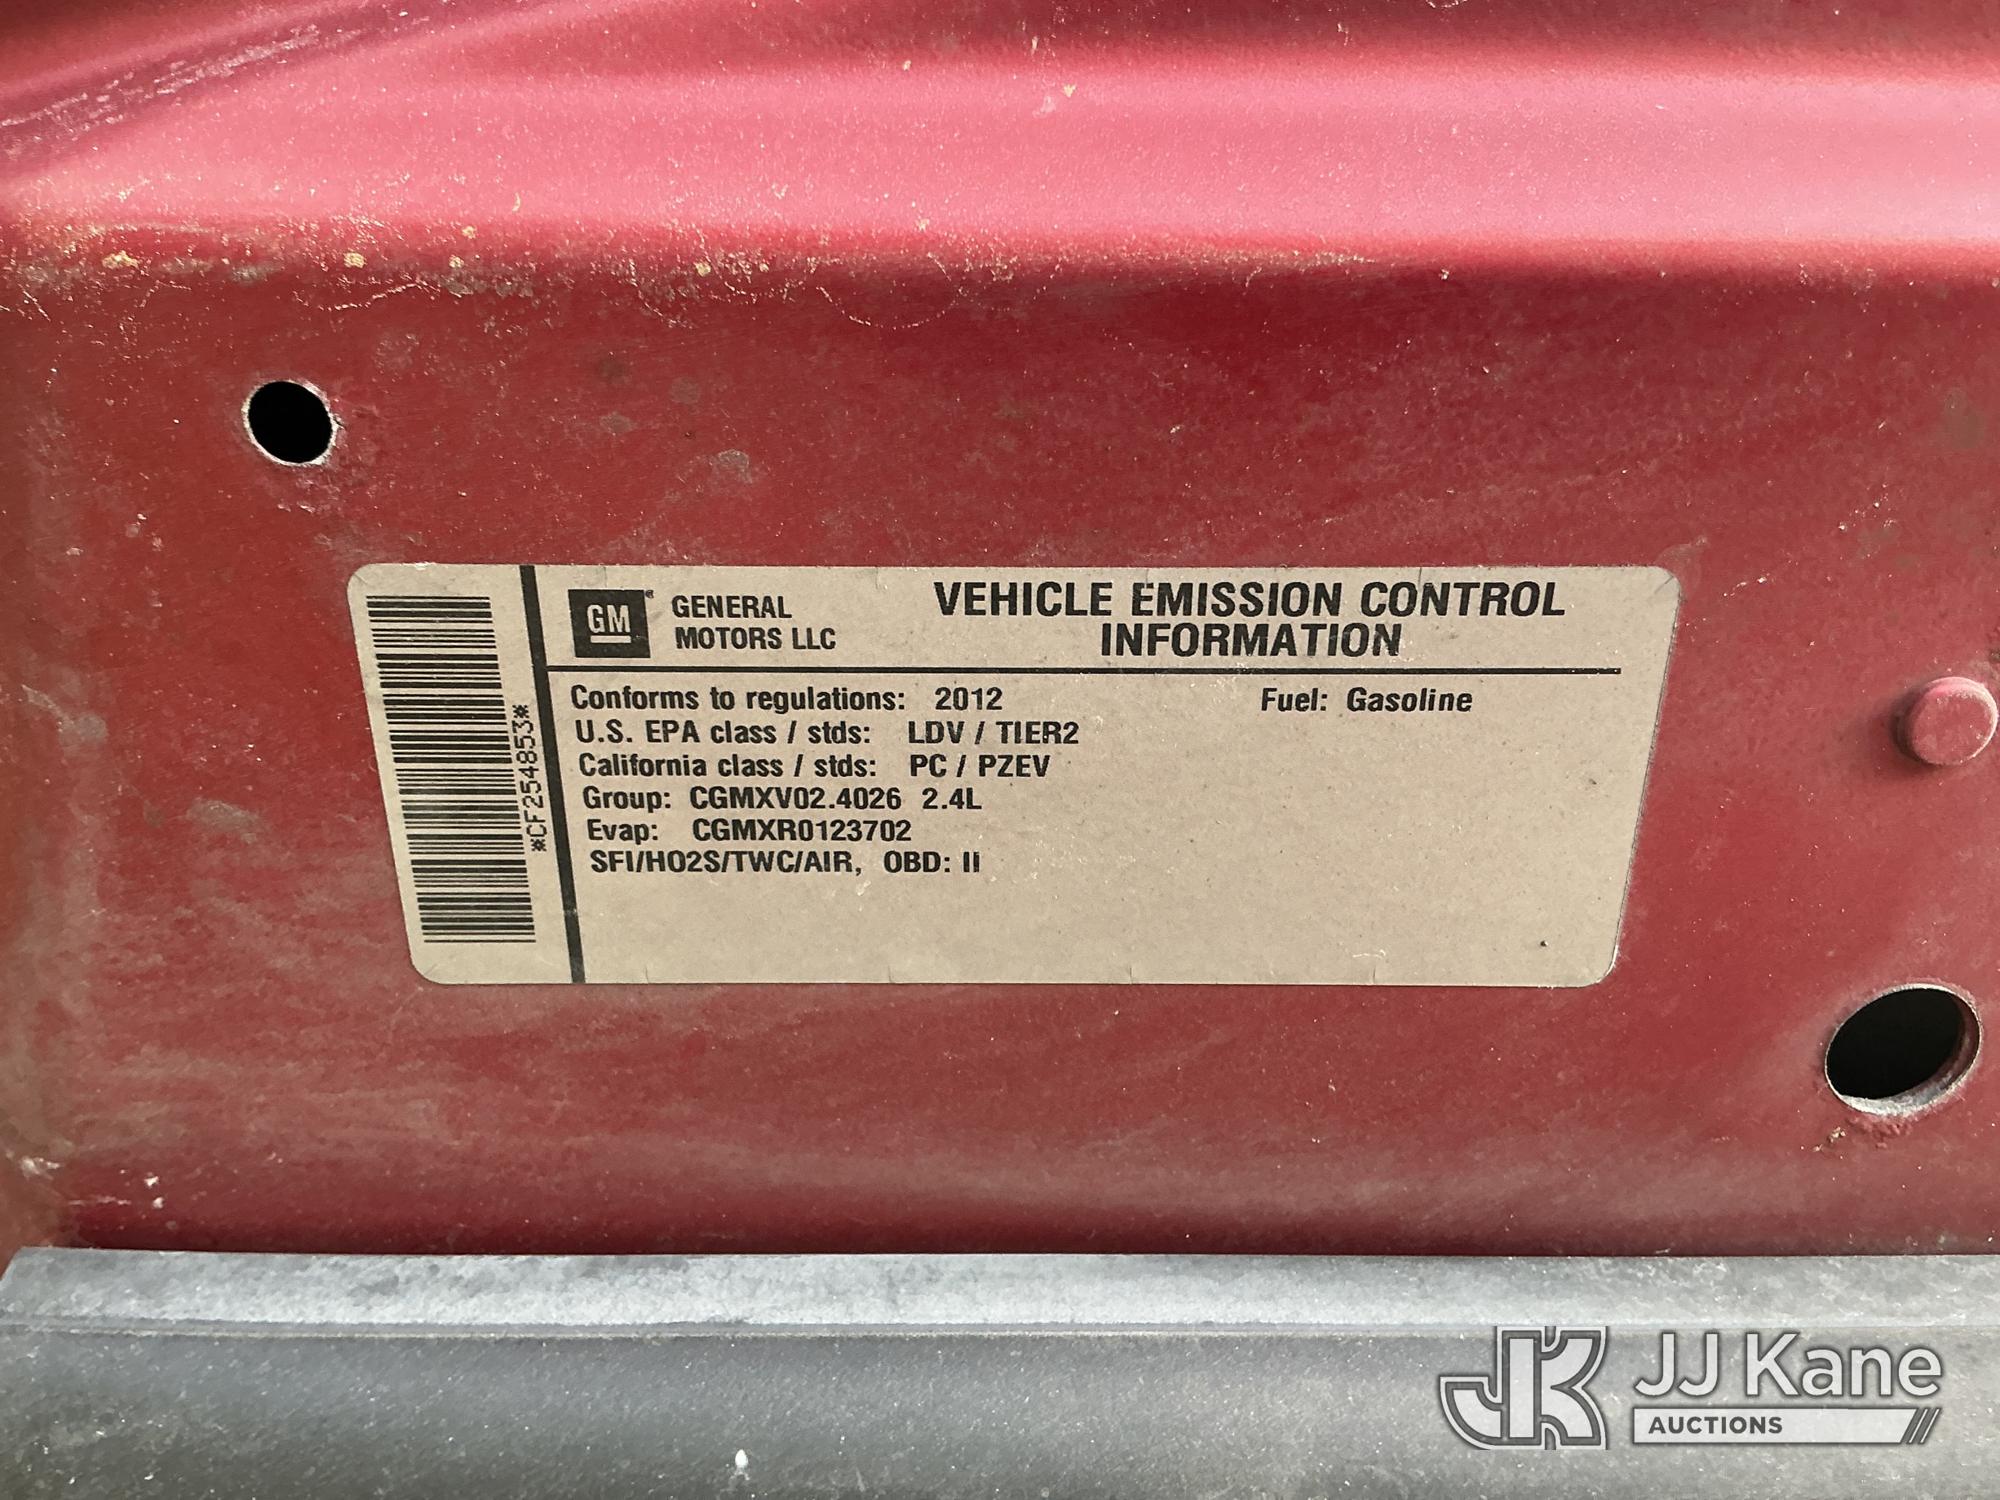 GM® GENERAL MOTORS LLC
VEHICLE EMISSION CONTROL
INFORMATION
Conforms to regulations: 2012 Fuel: Gasoline
U.S. EPA class / stds: LDV / TIER2
California class / stds: PC / PZEV
Group: CGMXV02.4026 2.4L
Evap: CGMXR0123702
SFI/HO2S/TWC/AIR, OBD: II
*CF254853*
JK JJ Kane
AUCTIONS